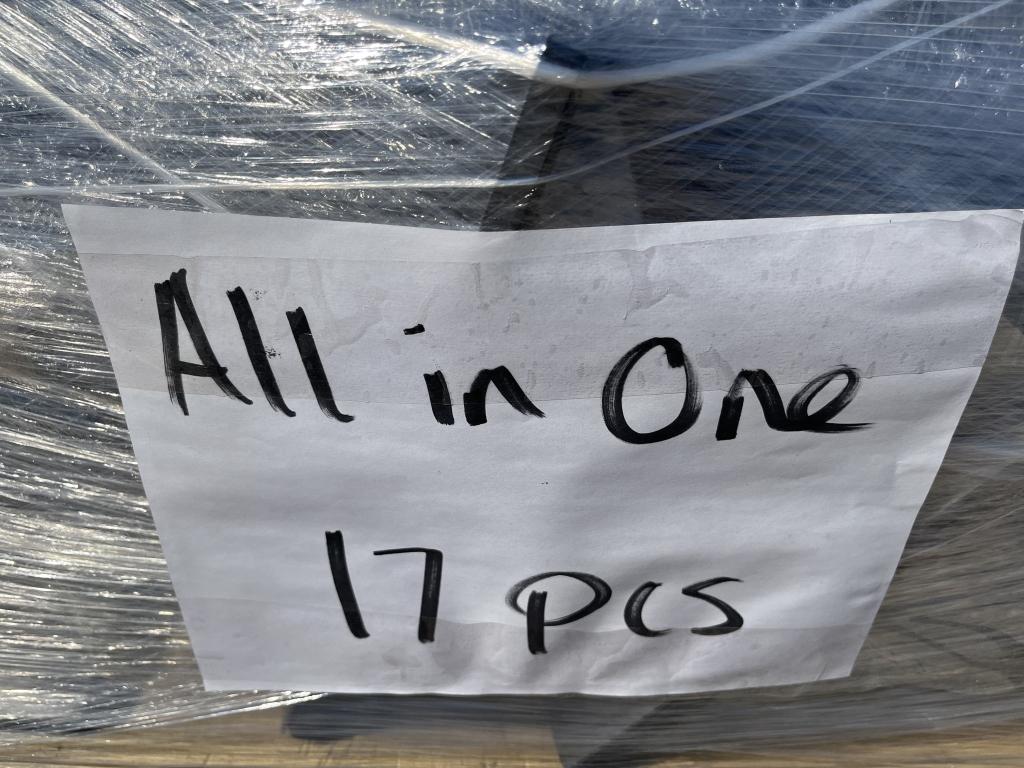 All in One
17 pcs